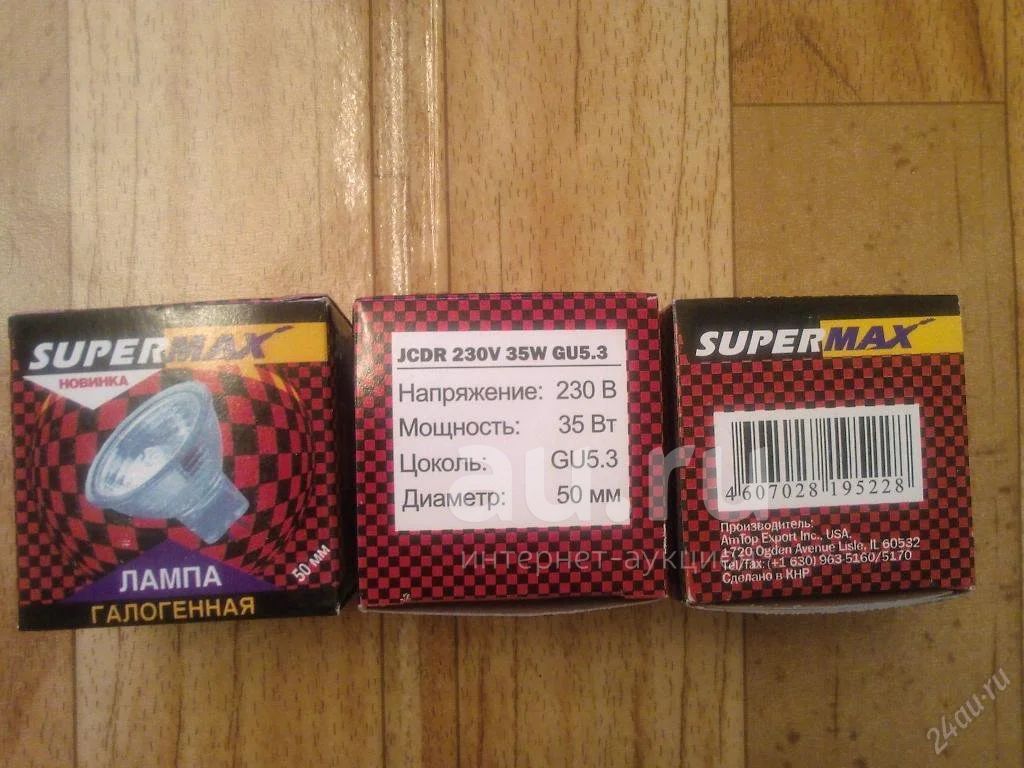 SUPERMAX
НОВИНКА
50 мм
ЛАМПА
ГАЛОГЕННАЯ
JCDR 230V 35W GU5.3
Напряжение: 230 В
Мощность: 35 Вт
Цоколь: GU5.3
Диаметр: 50 мм
SUPERMAX
4 607028 195228
Производитель:
AmTop Export Inc., USA.
1720 Ogden Avenue Lisle, IL 60532
Tel/fax: (+1 630) 963-5160/5170
Сделано в КНР
au.ru
интернет-аукцион
24au.ru